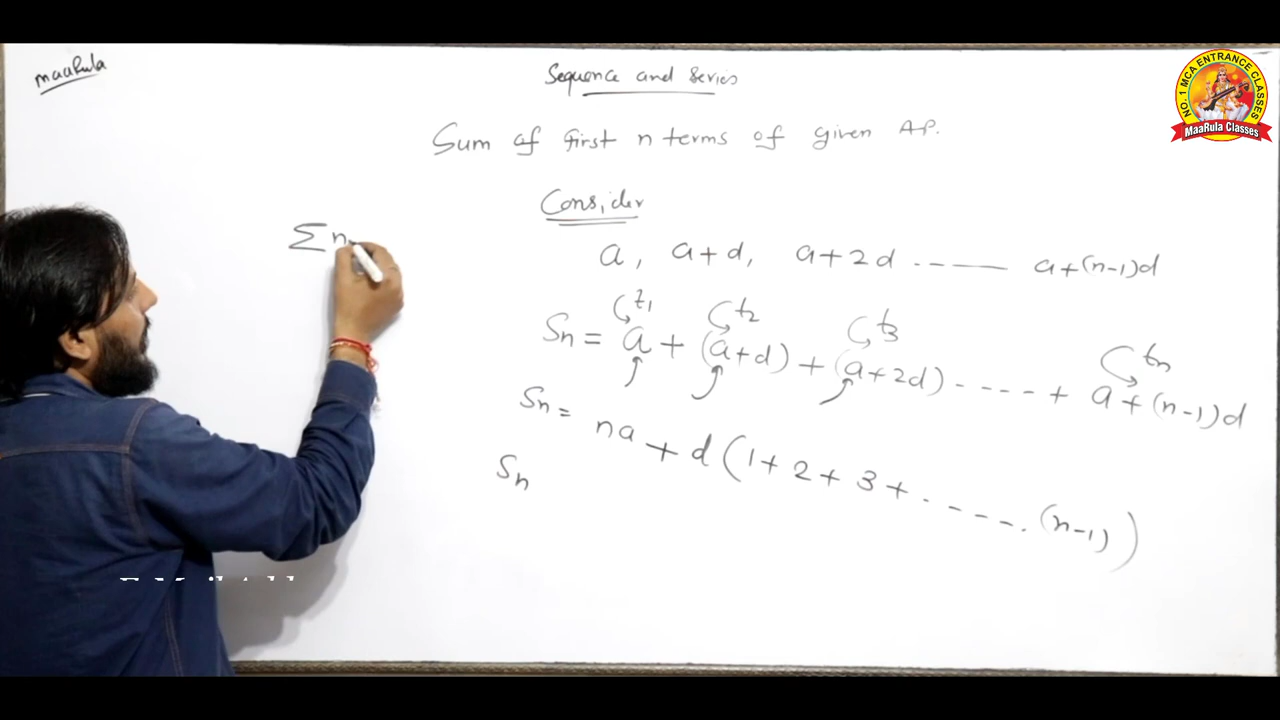 maaRula
Sequence and Series
NO. 1 MCA ENTRANCE CLASSES
MaaRula Classes
Sum of first n terms of given AP.
Consider
Σn
a, a+d, a+2d ------ a+(n-1)d
t1 t2 t3 tn
Sn = a + (a+d) + (a+2d) ----- + a+(n-1)d
Sn = na + d(1+2+3+ ..... (n-1))
Sn